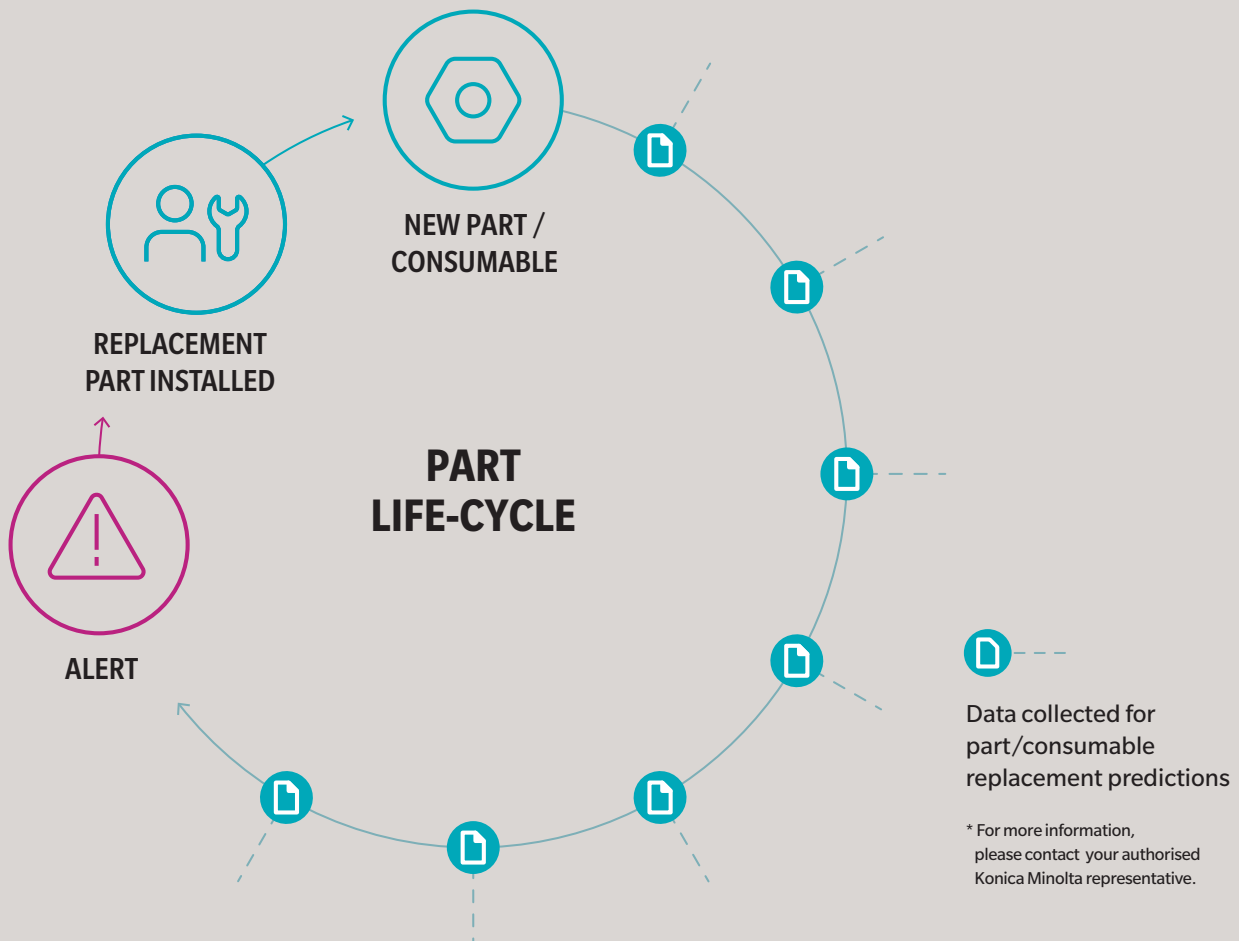 NEW PART /
CONSUMABLE
REPLACEMENT
PART INSTALLED
PART
LIFE-CYCLE
ALERT
Data collected for
part/consumable
replacement predictions
* For more information,
please contact your authorised
Konica Minolta representative.